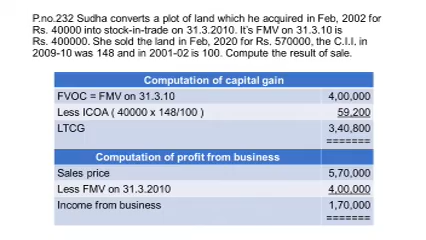 P.no.232 Sudha converts a plot of land which he acquired in Feb, 2002 for
Rs. 40000 into stock-in-trade on 31.3.2010. It's FMV on 31.3.10 is
Rs. 400000. She sold the land in Feb, 2020 for Rs. 570000, the C.I.I. in
2009-10 was 148 and in 2001-02 is 100. Compute the result of sale.
Computation of capital gain
FVOC = FMV on 31.3.10 4,00,000
Less ICOA ( 40000 x 148/100 ) 59,200
LTCG 3,40,800
=======
Computation of profit from business
Sales price 5,70,000
Less FMV on 31.3.2010 4,00,000
Income from business 1,70,000
=======